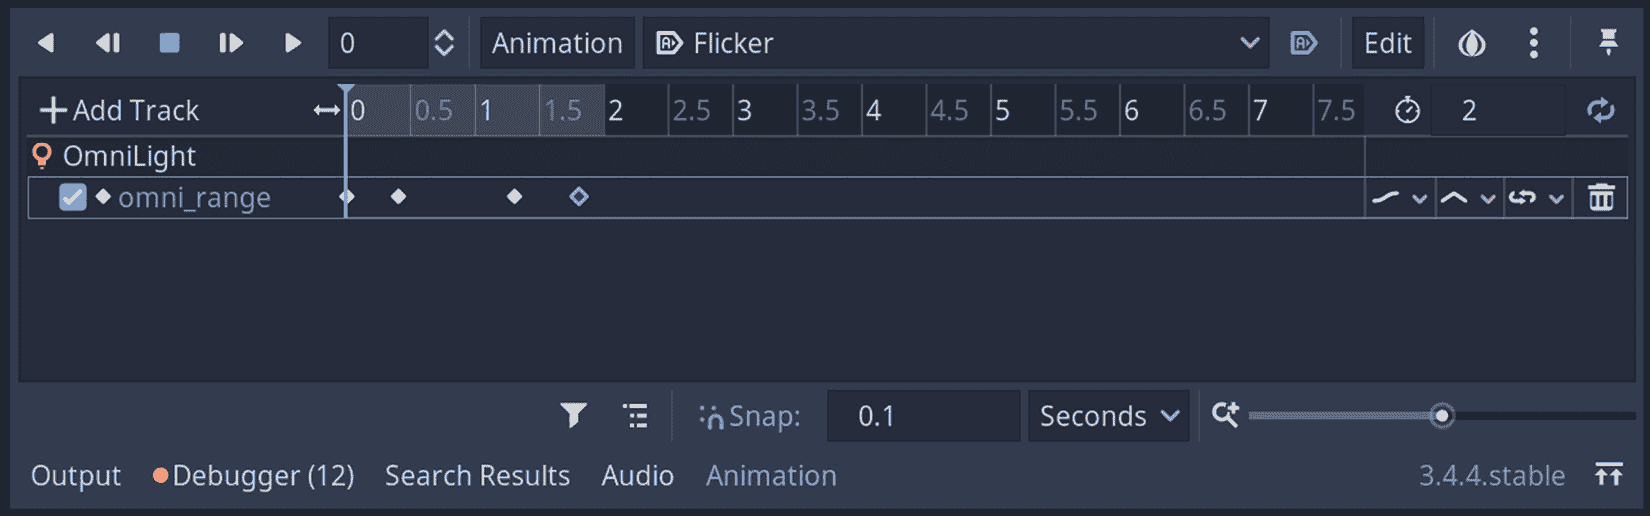 0 Animation Flicker Edit
Add Track 0 0.5 1 1.5 2 2.5 3 3.5 4 4.5 5 5.5 6 6.5 7 7.5 2
OmniLight
omni_range
Snap: 0.1 Seconds
Output Debugger (12) Search Results Audio Animation 3.4.4.stable